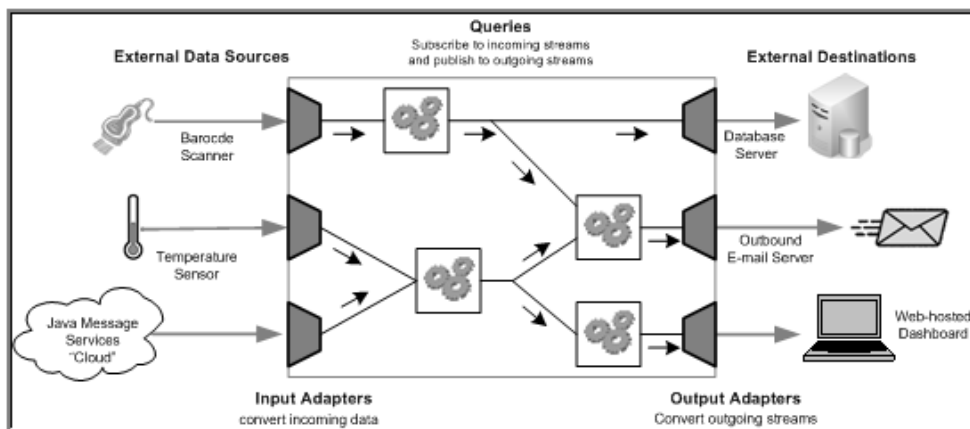 Queries
Subscribe to incoming streams
and publish to outgoing streams
External Data Sources
External Destinations
Barocde
Scanner
Database
Server
Temperature
Sensor
Outbound
E-mail Server
Java Message
Services
"Cloud"
Web-hosted
Dashboard
Input Adapters
convert incoming data
Output Adapters
Convert outgoing streams